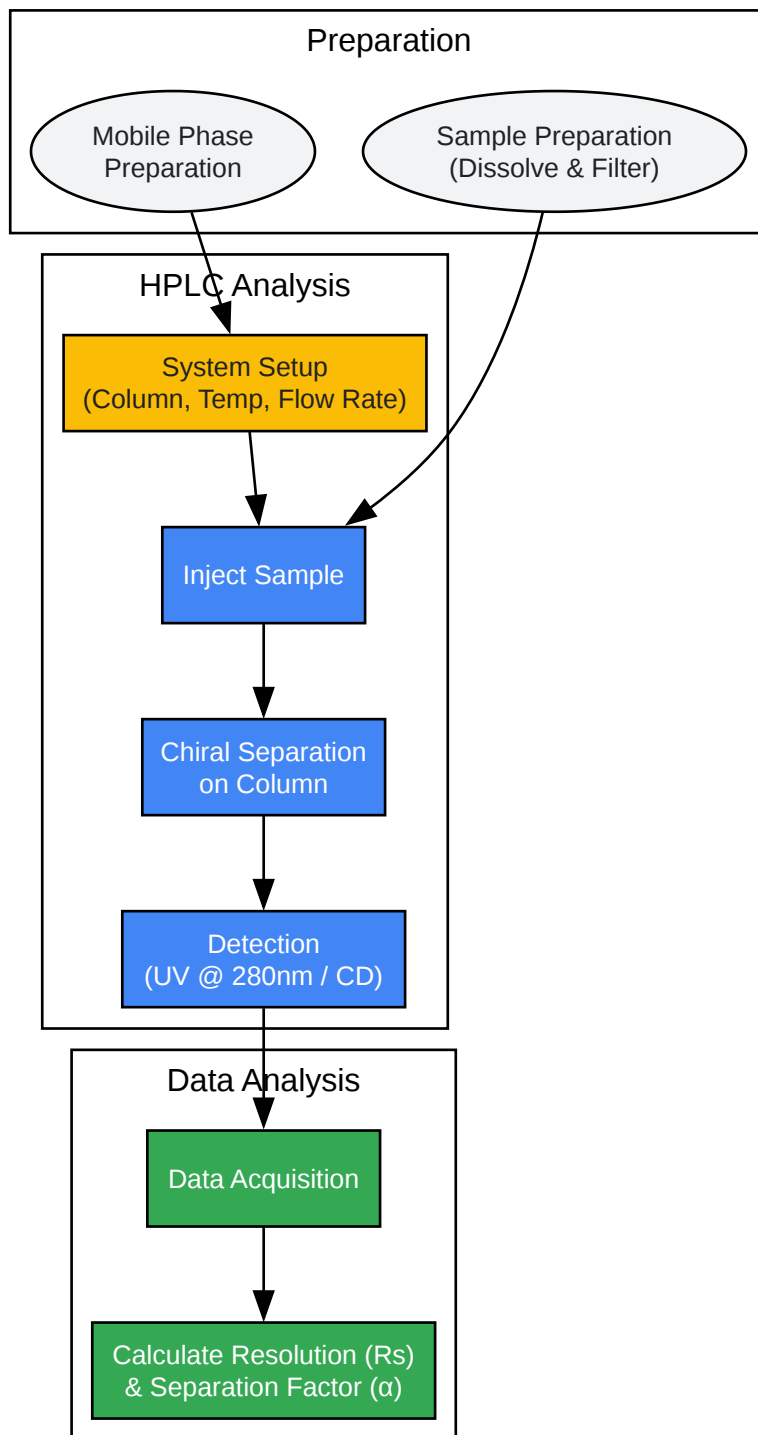 Preparation
Mobile Phase
Preparation
Sample Preparation
(Dissolve & Filter)
HPLC Analysis
System Setup
(Column, Temp, Flow Rate)
Inject Sample
Chiral Separation
on Column
Detection
(UV @ 280nm / CD)
Data Analysis
Data Acquisition
Calculate Resolution (Rs)
& Separation Factor (α)